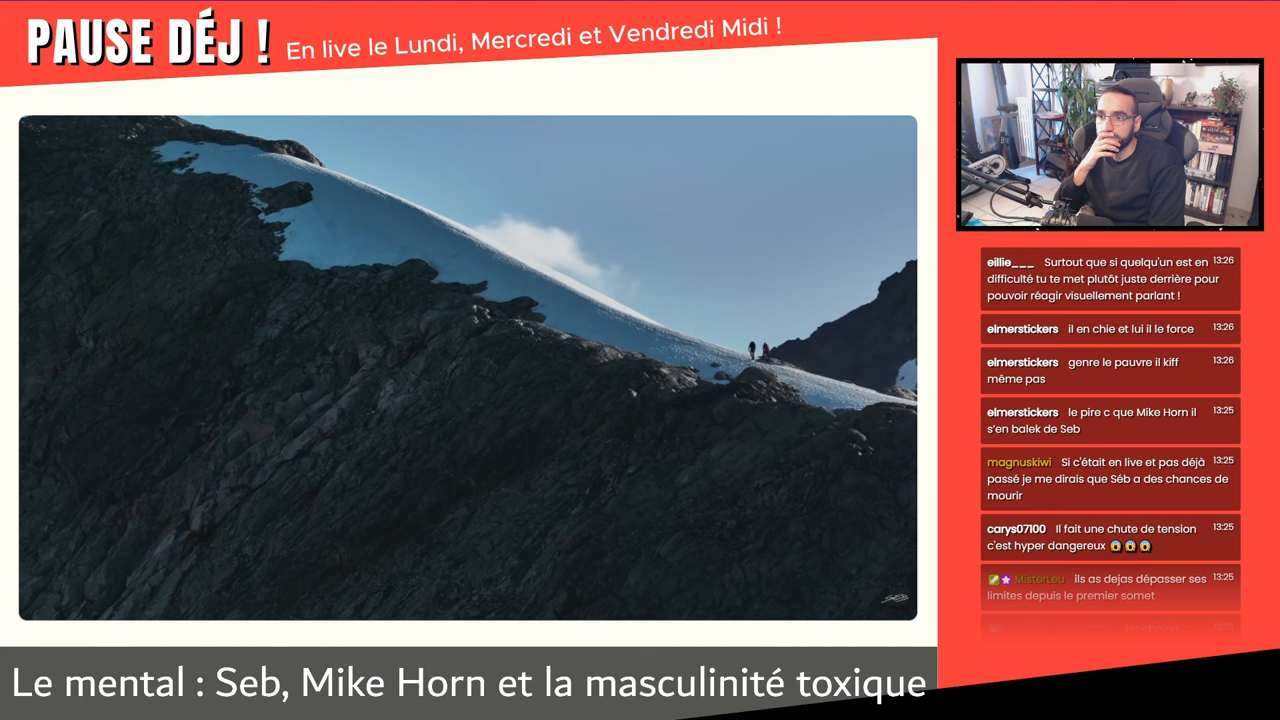 PAUSE DÉJ !
En live le Lundi, Mercredi et Vendredi Midi !
eillie___ Surtout que si quelqu'un est en 13:26
difficulté tu te met plutôt juste derrière pour
pouvoir réagir visuellement parlant !
elmerstickers il en chie et lui il le force 13:26
elmerstickers genre le pauvre il kiff 13:26
même pas
elmerstickers le pire c que Mike Horn il 13:25
s'en balek de Seb
magnuskiwi Si c'était en live et pas déjà 13:25
passé je me dirais que Séb a des chances de
mourir
carys07100 Il fait une chute de tension 13:25
c'est hyper dangereux 😱😱😱
MisterLeu ils as dejas dépasser ses 13:25
limites depuis le premier somet
Prochaine 13:25
SEB
Le mental : Seb, Mike Horn et la masculinité toxique